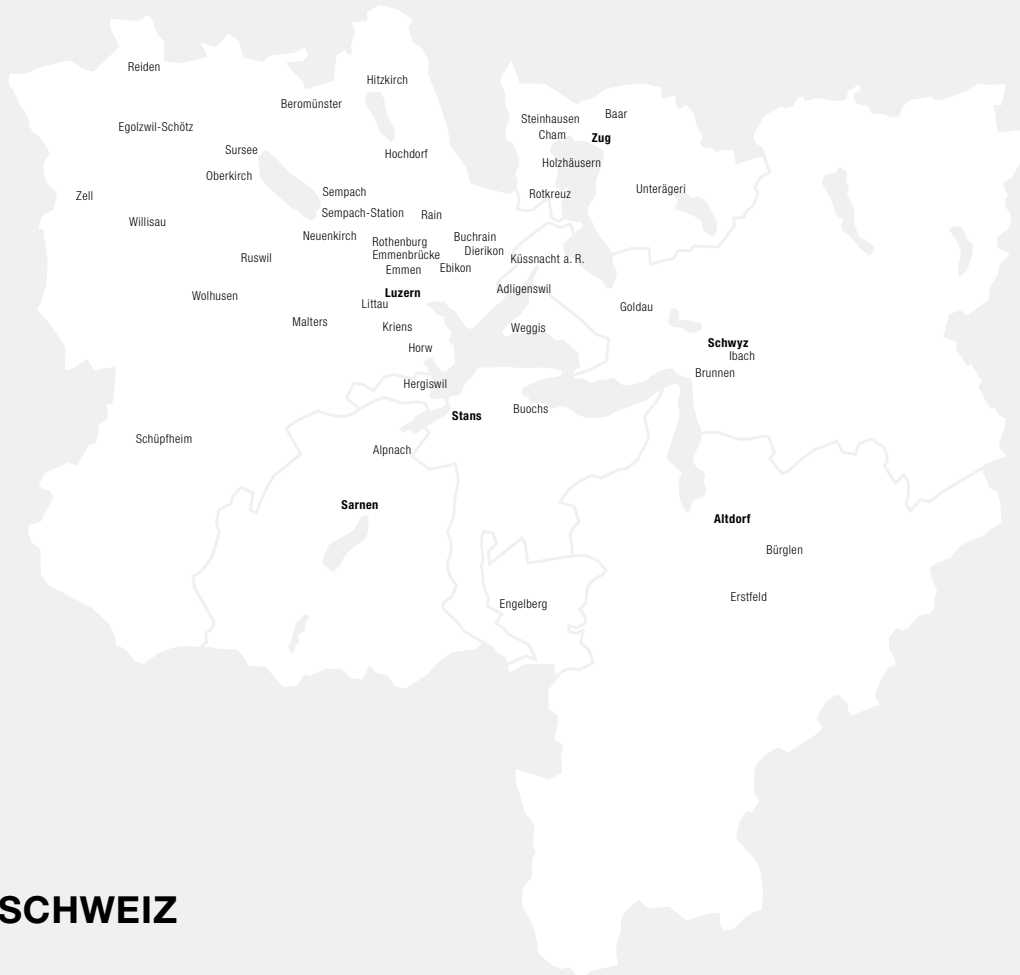 Reiden
Hitzkirch
Beromünster
Steinhausen
Baar
Egolzwil-Schötz
Cham
Zug
Sursee
Hochdorf
Holzhäusern
Oberkirch
Zell
Sempach
Rotkreuz
Unterägeri
Sempach-Station
Rain
Willisau
Neuenkirch
Rothenburg
Buchrain
Dierikon
Emmenbrücke
Ruswil
Küssnacht a. R.
Emmen
Ebikon
Adligenswil
Luzern
Wolhusen
Littau
Goldau
Malters
Kriens
Weggis
Schwyz
Horw
Ibach
Brunnen
Hergiswil
Stans
Buochs
Schüpfheim
Alpnach
Sarnen
Altdorf
Bürglen
Engelberg
Erstfeld
SCHWEIZ